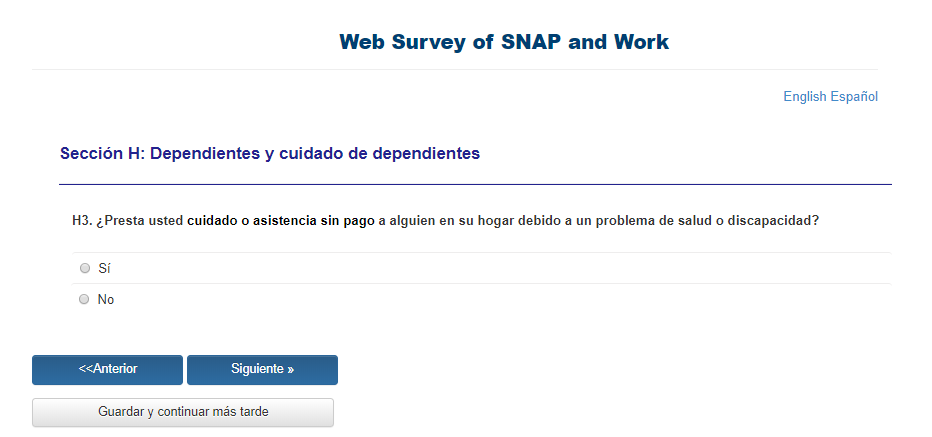 Web Survey of SNAP and Work
English Español
Sección H: Dependientes y cuidado de dependientes
H3. ¿Presta usted cuidado o asistencia sin pago a alguien en su hogar debido a un problema de salud o discapacidad?
Sí
No
<<Anterior
Siguiente »
Guardar y continuar más tarde